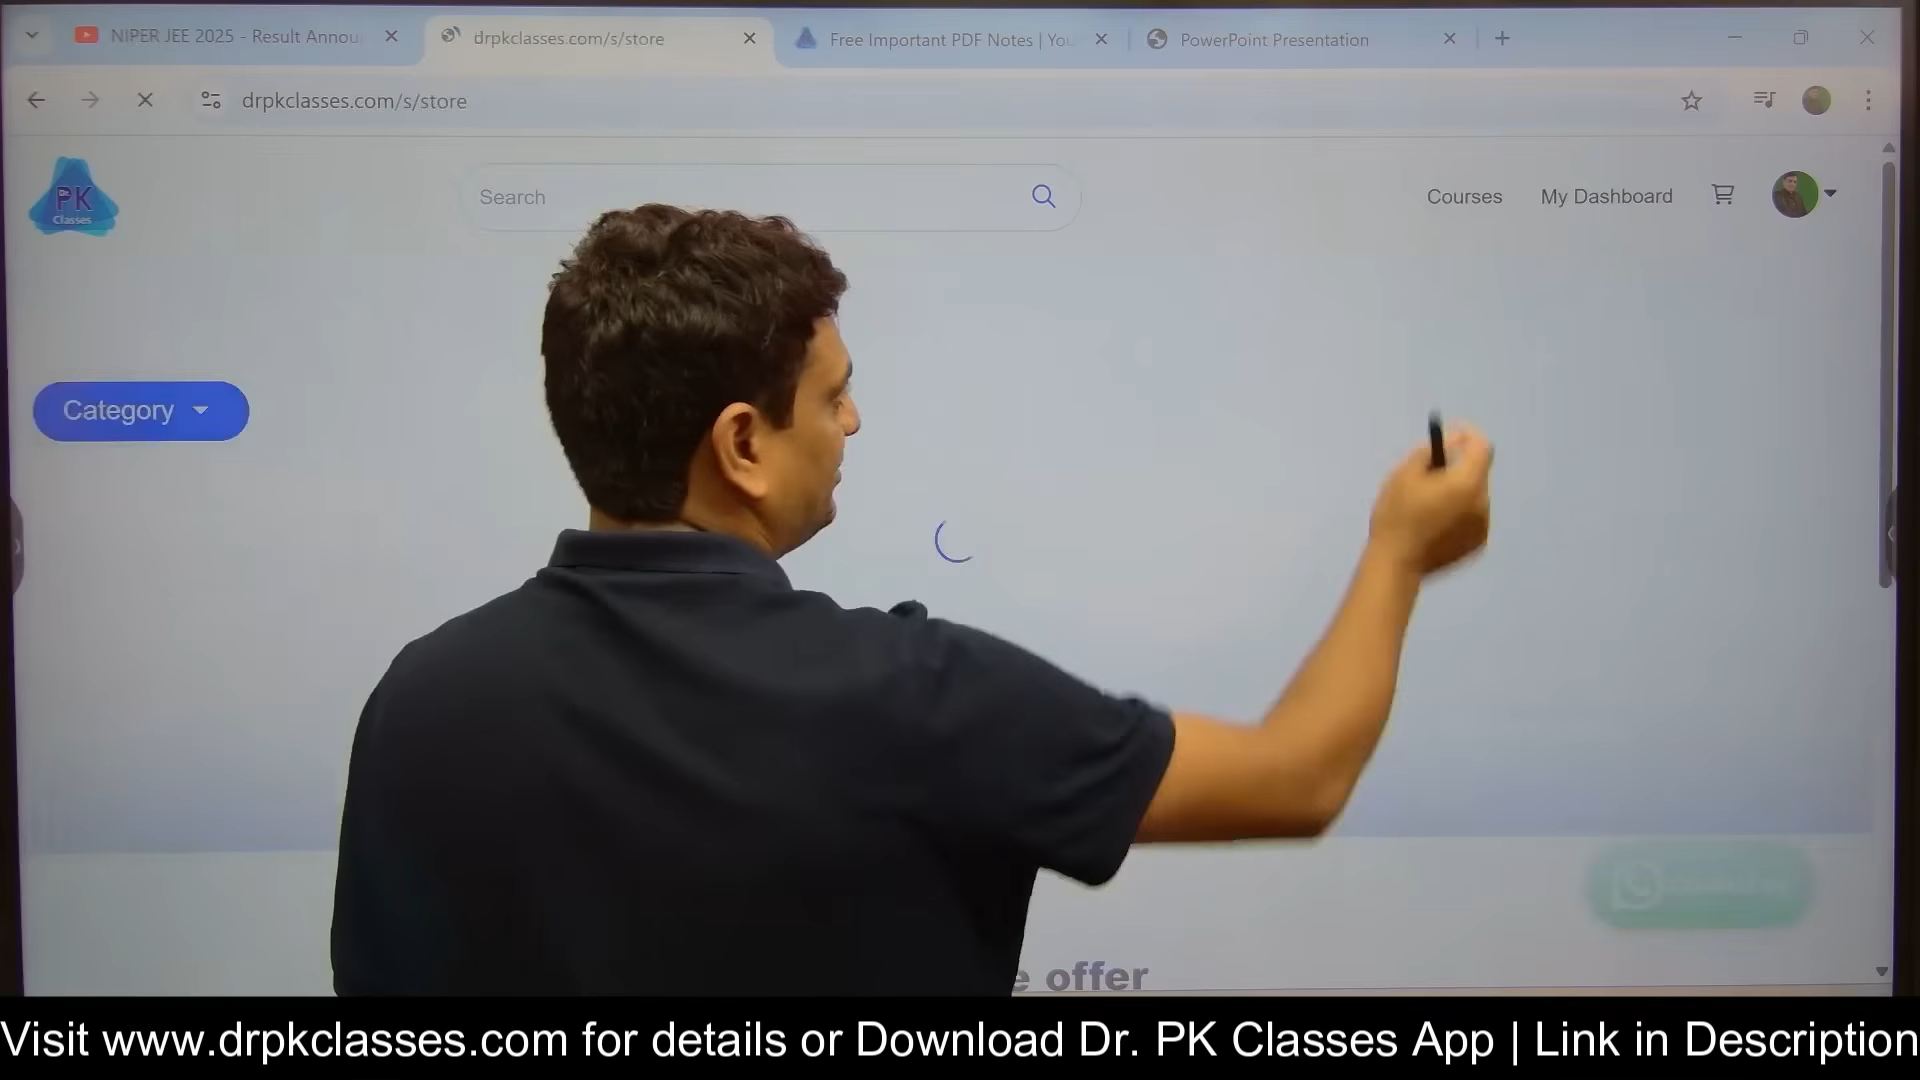 NIPER JEE 2025 - Result Annou
drpkclasses.com/s/store
Free Important PDF Notes | You
PowerPoint Presentation
drpkclasses.com/s/store
Dr.
PK
Classes
Search
Courses
My Dashboard
Category
e offer
Visit www.drpkclasses.com for details or Download Dr. PK Classes App | Link in Description